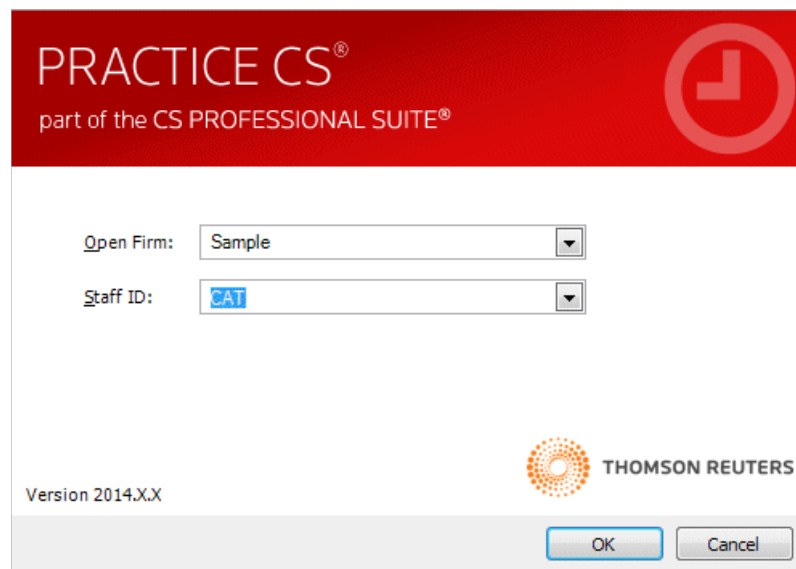 PRACTICE CS®
part of the CS PROFESSIONAL SUITE®
Open Firm: Sample
Staff ID: CAT
THOMSON REUTERS
Version 2014.X.X
OK Cancel